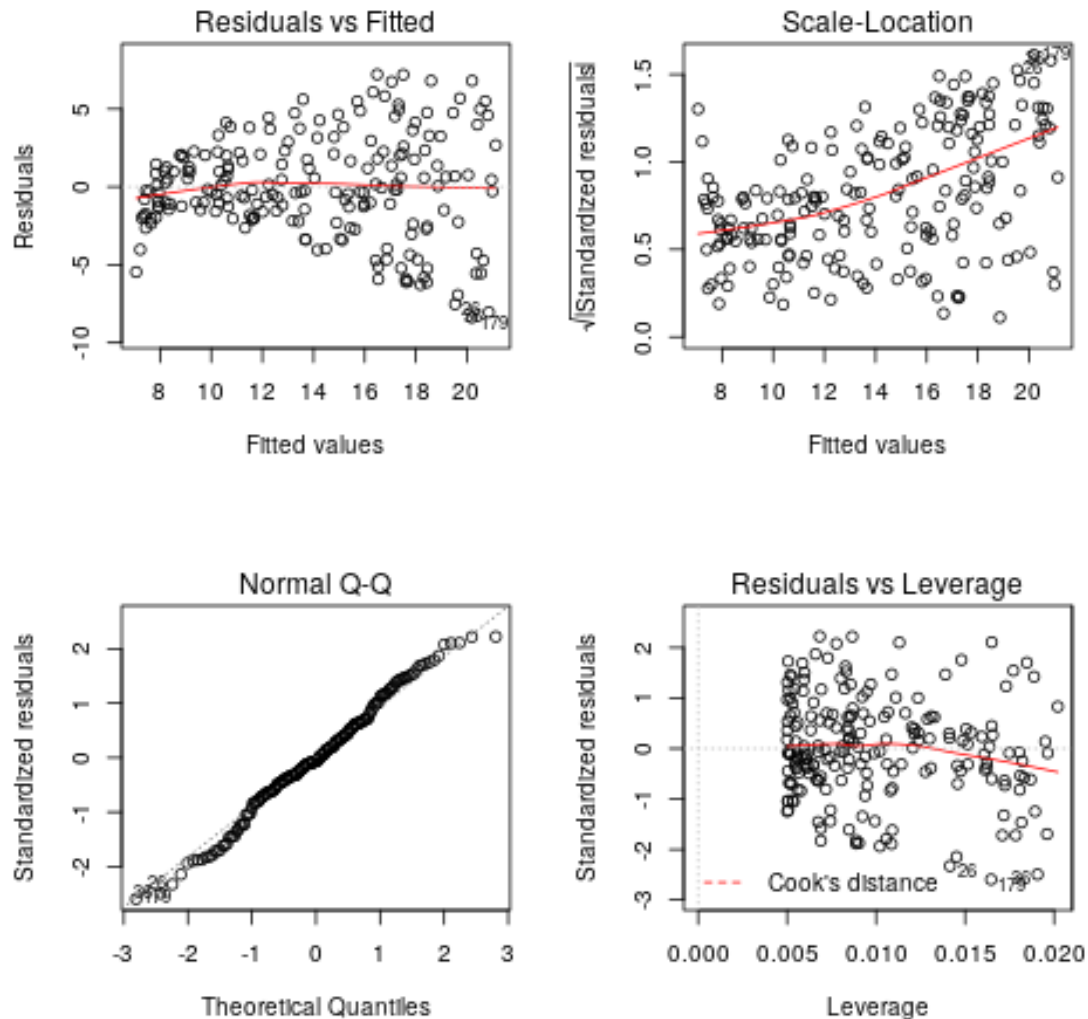 Residuals vs Fitted
Residuals
5
0
-5
-10
26
179
8 10 12 14 16 18 20
Fitted values
Scale-Location
√|Standardized residuals|
1.5
1.0
0.5
0.0
179
8 10 12 14 16 18 20
Fitted values
Normal Q-Q
Standardized residuals
2
1
0
-1
-2
26
179
-3 -2 -1 0 1 2 3
Theoretical Quantiles
Residuals vs Leverage
Standardized residuals
2
1
0
-1
-2
-3
26
179
Cook's distance
0.000 0.005 0.010 0.015 0.020
Leverage